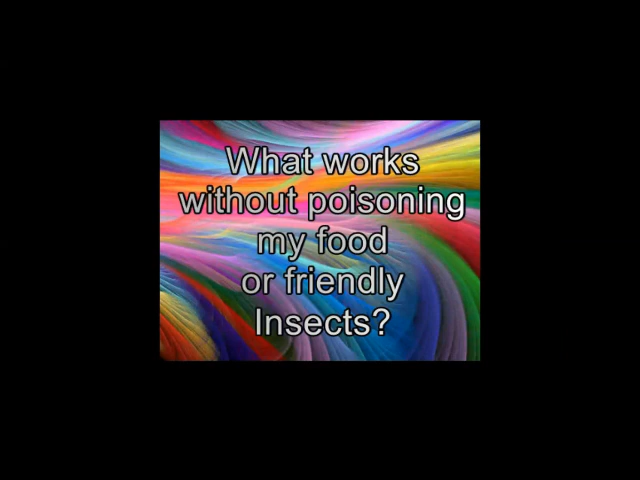 What works
without poisoning
my food
or friendly
Insects?